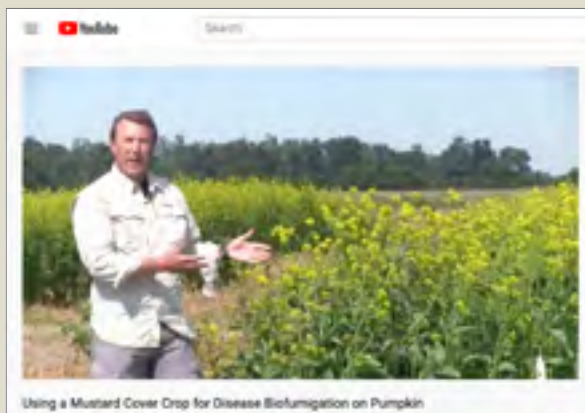 YouTube
Search
Using a Mustard Cover Crop for Disease Biofumigation on Pumpkin